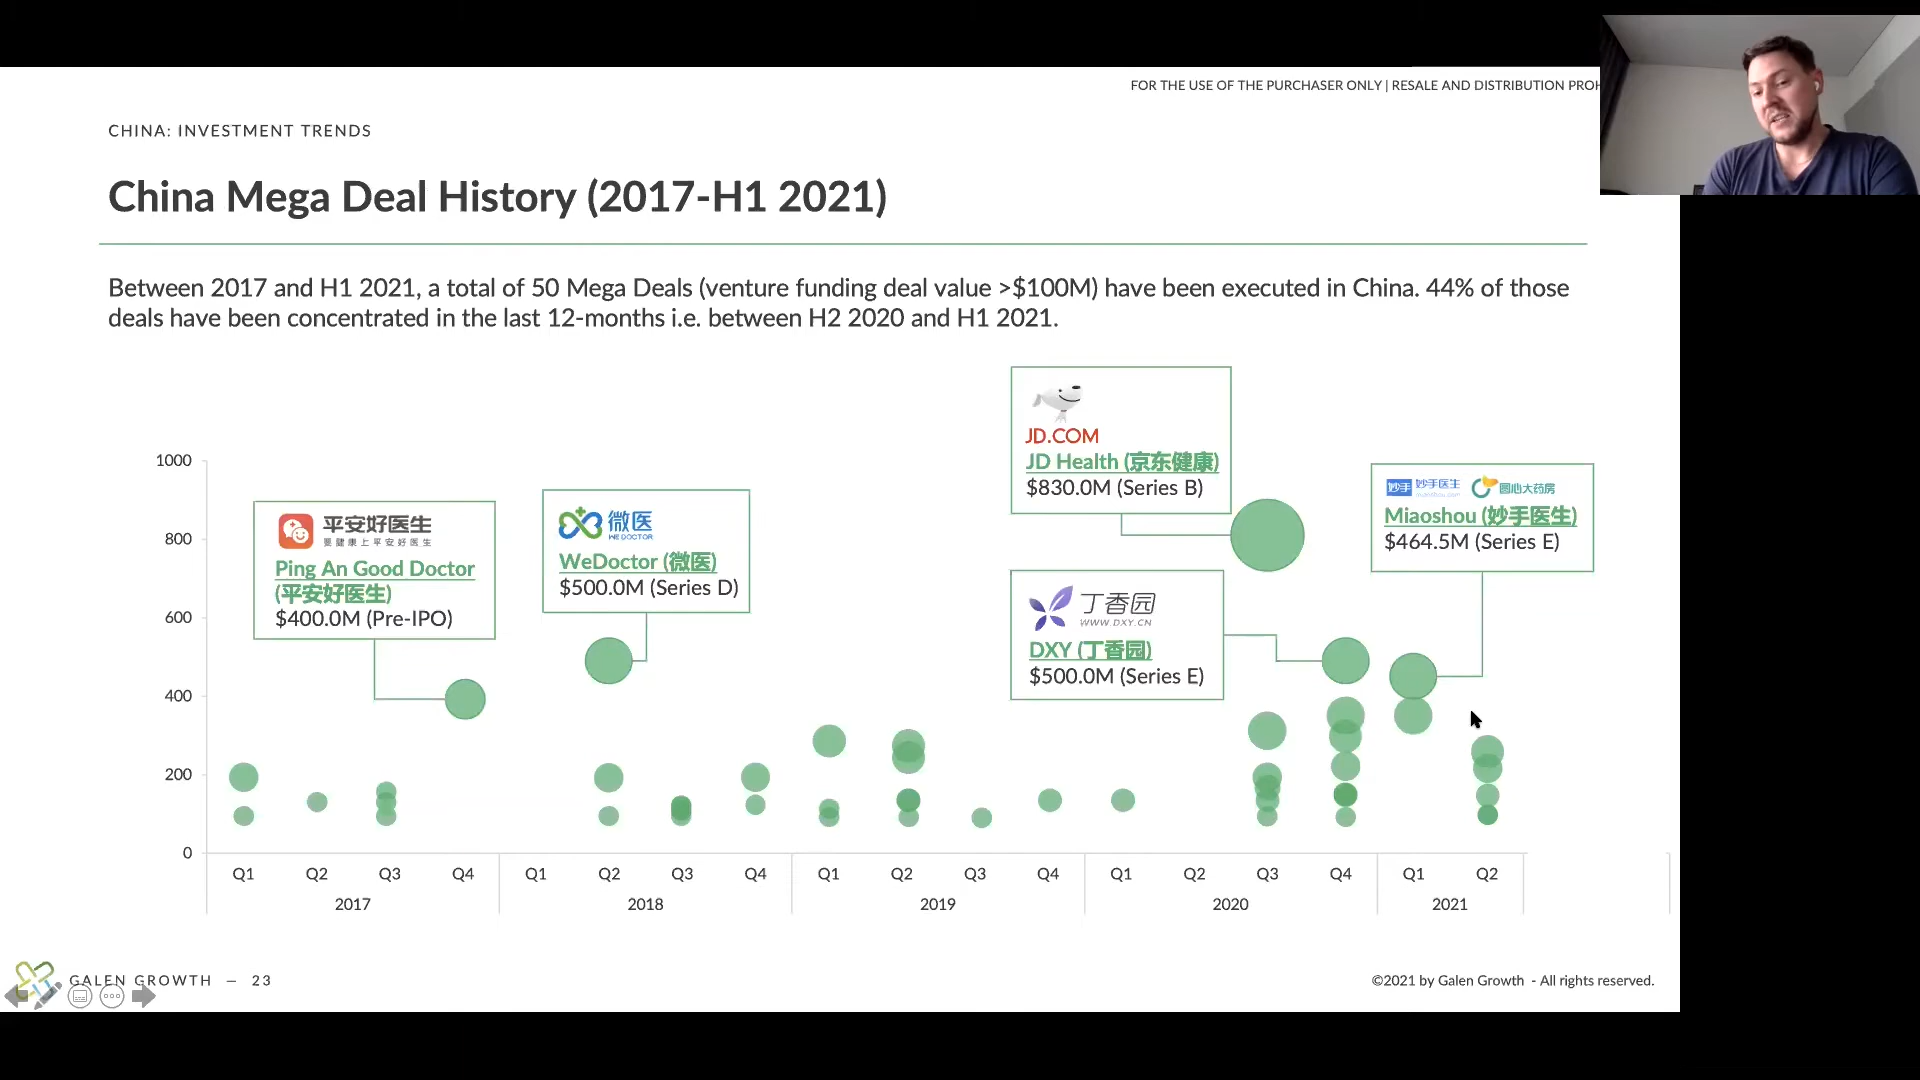 FOR THE USE OF THE PURCHASER ONLY | RESALE AND DISTRIBUTION
CHINA: INVESTMENT TRENDS
China Mega Deal History (2017-H1 2021)
Between 2017 and H1 2021, a total of 50 Mega Deals (venture funding deal value >$100M) have been executed in China. 44% of those
deals have been concentrated in the last 12-months i.e. between H2 2020 and H1 2021.
JD.COM
JD Health (京东健康)
$830.0M (Series B)
妙手 妙手医生 圆心大药房
Miaoshou (妙手医生)
$464.5M (Series E)
平安好医生
要健康上平安好医生
Ping An Good Doctor
(平安好医生)
$400.0M (Pre-IPO)
微医
WE DOCTOR
WeDoctor (微医)
$500.0M (Series D)
丁香园
WWW.DXY.CN
DXY (丁香园)
$500.0M (Series E)
1000
800
600
400
200
0
Q1 Q2 Q3 Q4 Q1 Q2 Q3 Q4 Q1 Q2 Q3 Q4 Q1 Q2 Q3 Q4 Q1 Q2
2017 2018 2019 2020 2021
GALEN GROWTH — 23
©2021 by Galen Growth - All rights reserved.